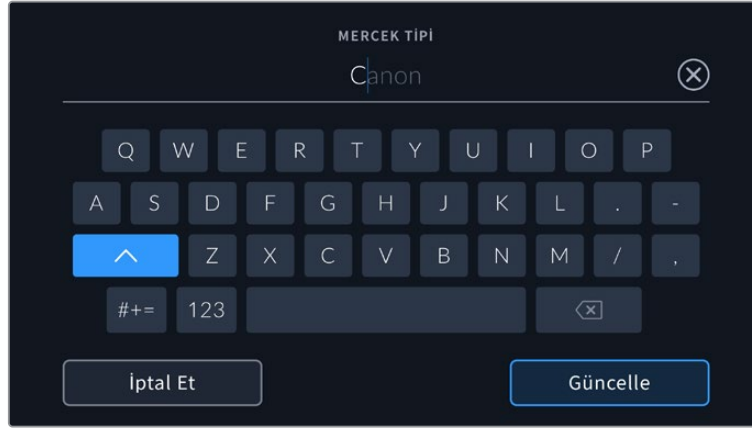 MERCEK TİPİ
Canon
Q W E R T Y U I O P
A S D F G H J K L . -
Z X C V B N M / ,
#+= 123
İptal Et Güncelle